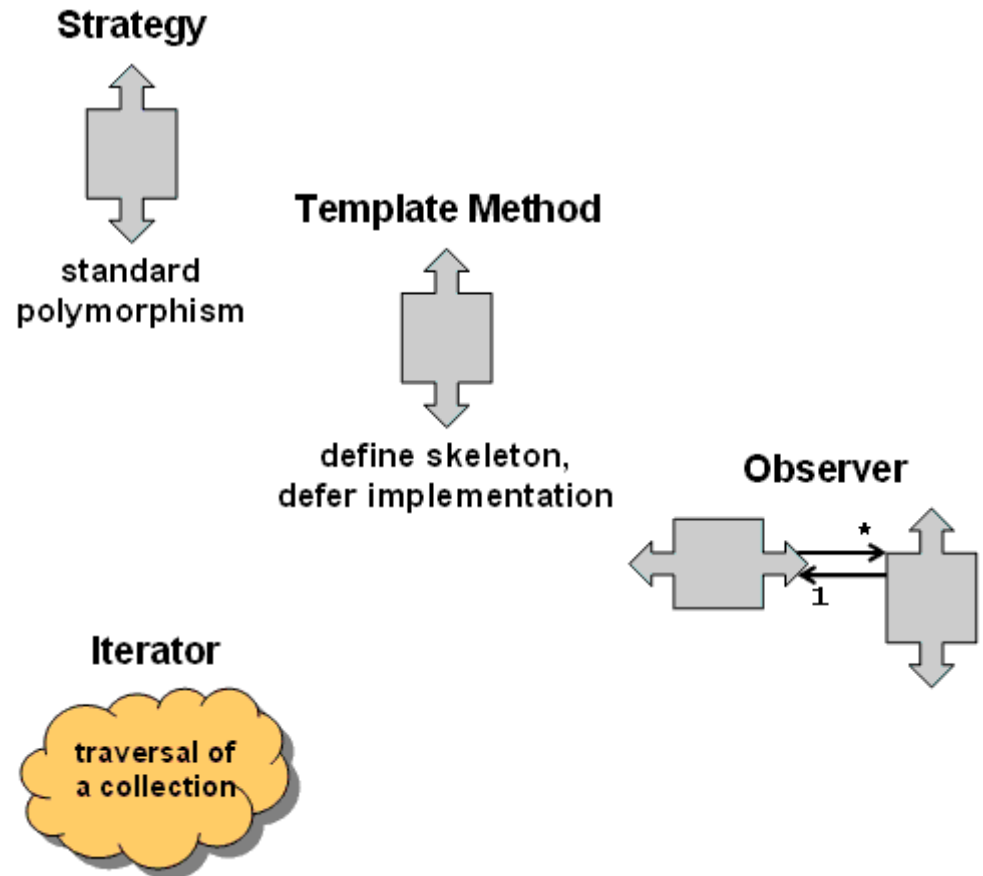 Strategy
standard
polymorphism
Template Method
define skeleton,
defer implementation
Observer
*
1
Iterator
traversal of
a collection